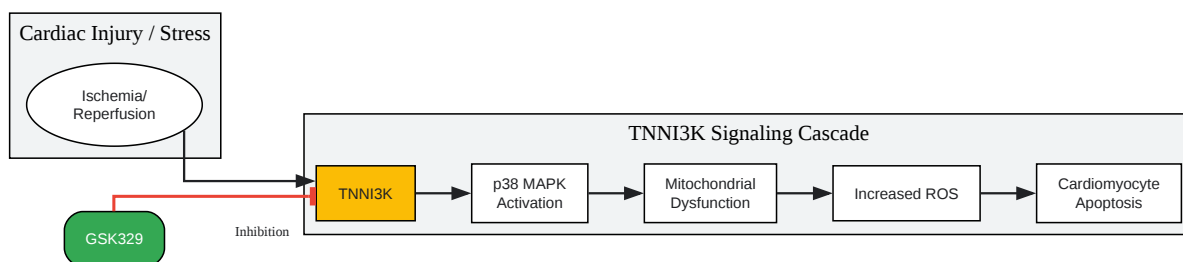 Cardiac Injury / Stress
Ischemia/
Reperfusion
TNNI3K Signaling Cascade
TNNI3K
p38 MAPK
Activation
Mitochondrial
Dysfunction
Increased ROS
Cardiomyocyte
Apoptosis
GSK329
Inhibition